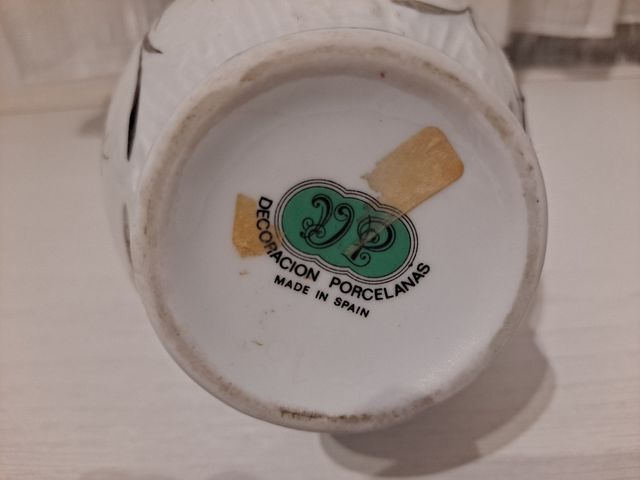 VP
DECORACION PORCELANAS
MADE IN SPAIN